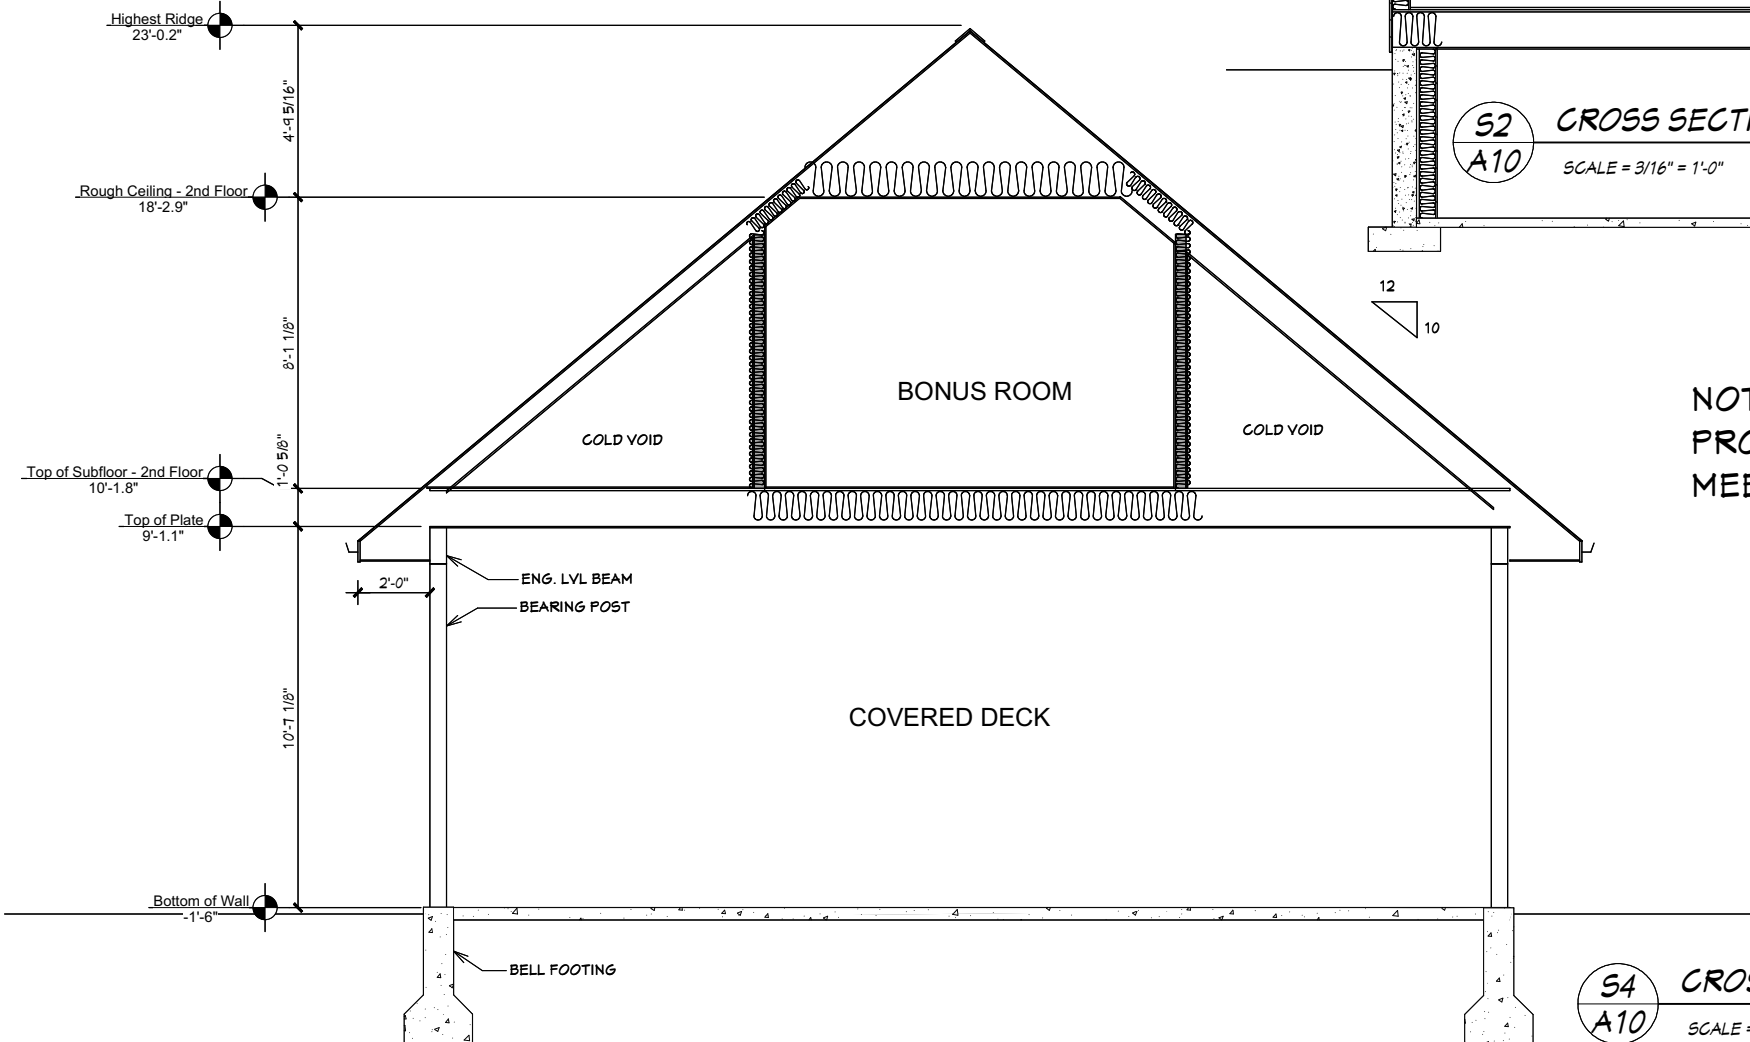 Highest Ridge
23'-0.2"
4'-9 5/16"
Rough Ceiling - 2nd Floor
18'-2.9"
8'-1 1/8"
Top of Subfloor - 2nd Floor
10'-1.8"
1'-0 5/8"
Top of Plate
9'-1.1"
2'-0"
10'-7 1/8"
Bottom of Wall
-1'-6"
BONUS ROOM
COLD VOID
COLD VOID
ENG. LVL BEAM
BEARING POST
COVERED DECK
BELL FOOTING
S2
A10
CROSS SECTI
SCALE = 3/16" = 1'-0"
12
10
NOT
PRO
MEE
S4
A10
CROS
SCALE =